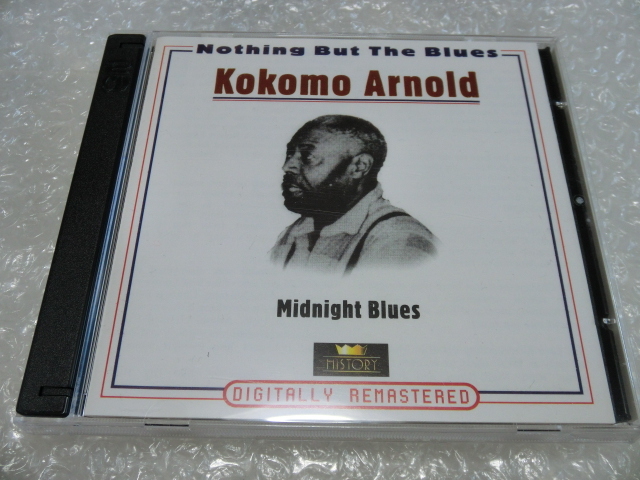 Nothing But The Blues
Kokomo Arnold
Midnight Blues
HiSTORY
DIGITALLY REMASTERED